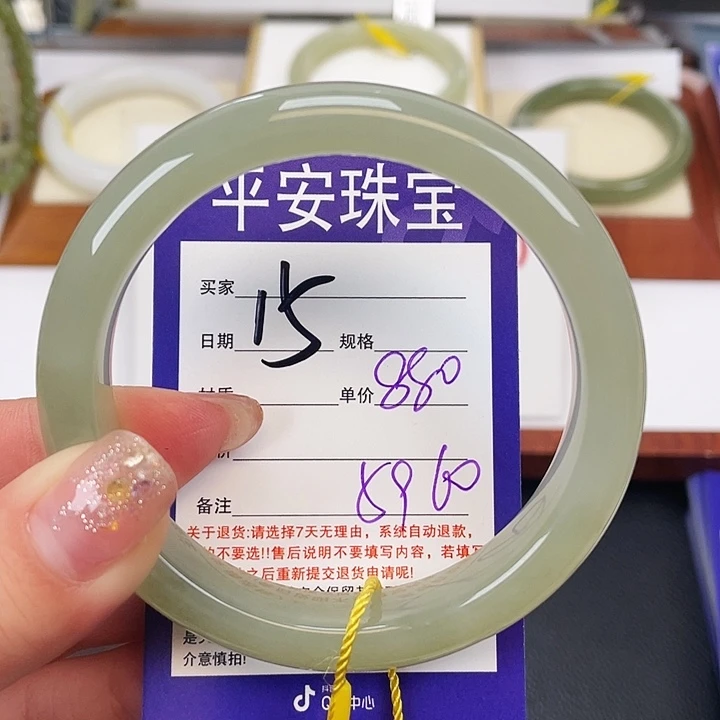 平安珠宝
买家
15
日期 规格
单价 880
备注 5960
关于退货:请选择7天无理由，系统自动退款，
不要选!!售后说明不要填写内容，若填写
之后重新提交退货申请呢!
介意慎拍!
中心